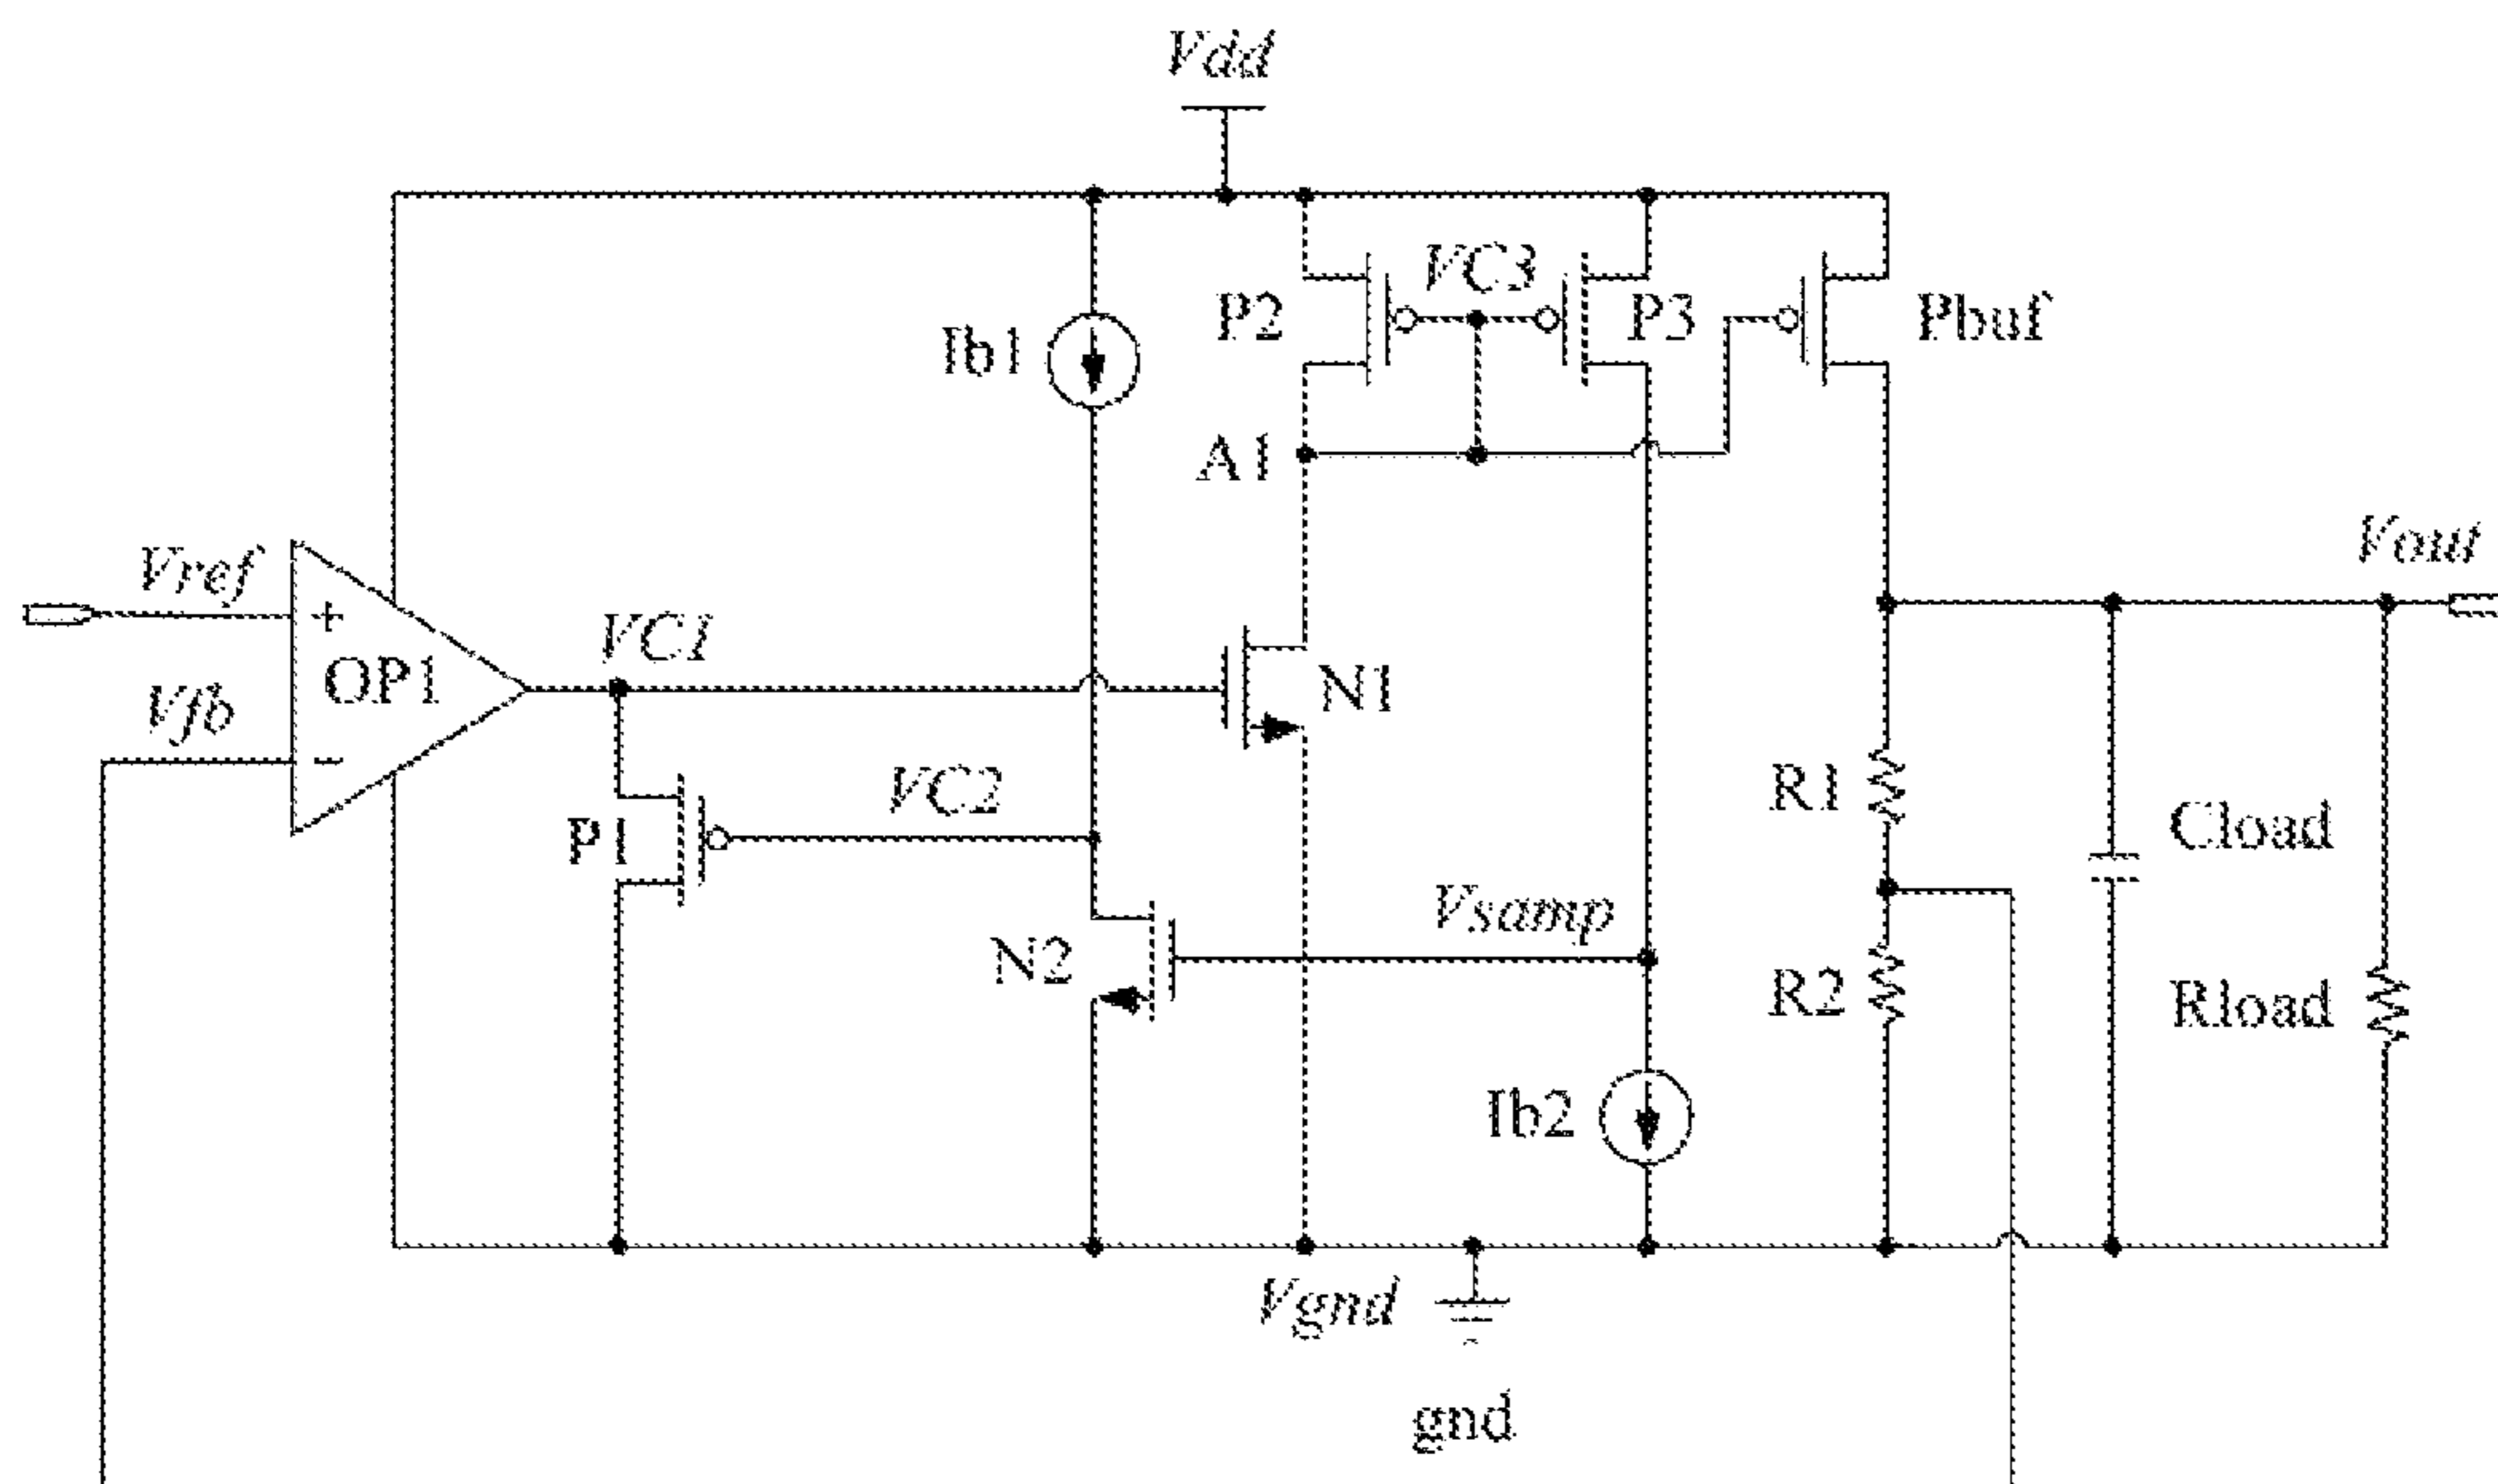 Vdd
VC3
P2
P3
Pbuf
Ib1
A1
Vref
+
OP1
Vfb
−
VC1
N1
Vout
P1
VC2
R1
Cload
Vsamp
N2
R2
Rload
Ib2
Vgnd
gnd